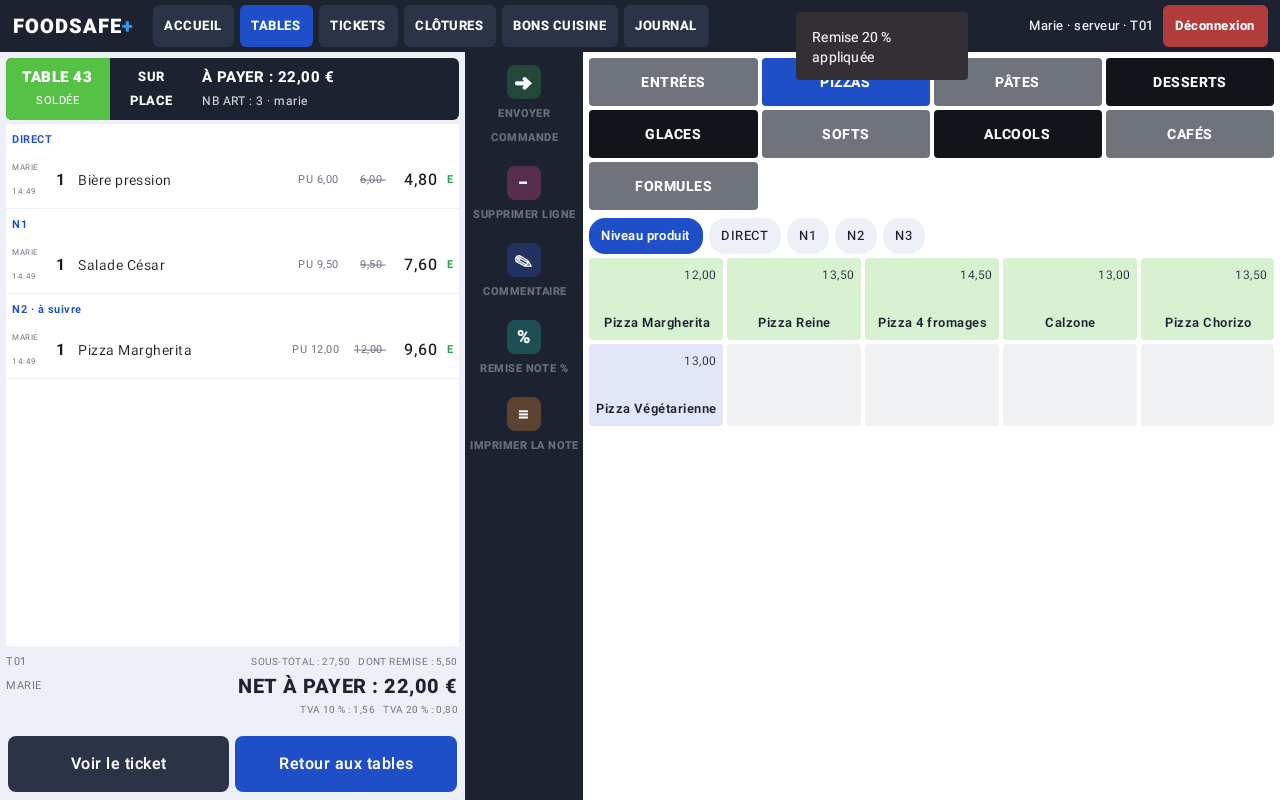 FOODSAFE+
ACCUEIL
TABLES
TICKETS
CLÔTURES
BONS CUISINE
JOURNAL
Remise 20 %
appliquée
Marie · serveur · T01
Déconnexion
TABLE 43
SOLDÉE
SUR
PLACE
À PAYER : 22,00 €
NB ART : 3 · marie
DIRECT
MARIE
14:49
1 Bière pression PU 6,00 6,00 4,80 E
N1
MARIE
14:49
1 Salade César PU 9,50 9,50 7,60 E
N2 · à suivre
MARIE
14:49
1 Pizza Margherita PU 12,00 12,00 9,60 E
T01
MARIE
SOUS-TOTAL : 27,50 DONT REMISE : 5,50
NET À PAYER : 22,00 €
TVA 10 % : 1,56 TVA 20 % : 0,80
Voir le ticket
Retour aux tables
ENVOYER
COMMANDE
SUPPRIMER LIGNE
COMMENTAIRE
%
REMISE NOTE %
IMPRIMER LA NOTE
ENTRÉES
PIZZAS
PÂTES
DESSERTS
GLACES
SOFTS
ALCOOLS
CAFÉS
FORMULES
Niveau produit
DIRECT
N1
N2
N3
12,00
Pizza Margherita
13,50
Pizza Reine
14,50
Pizza 4 fromages
13,00
Calzone
13,50
Pizza Chorizo
13,00
Pizza Végétarienne